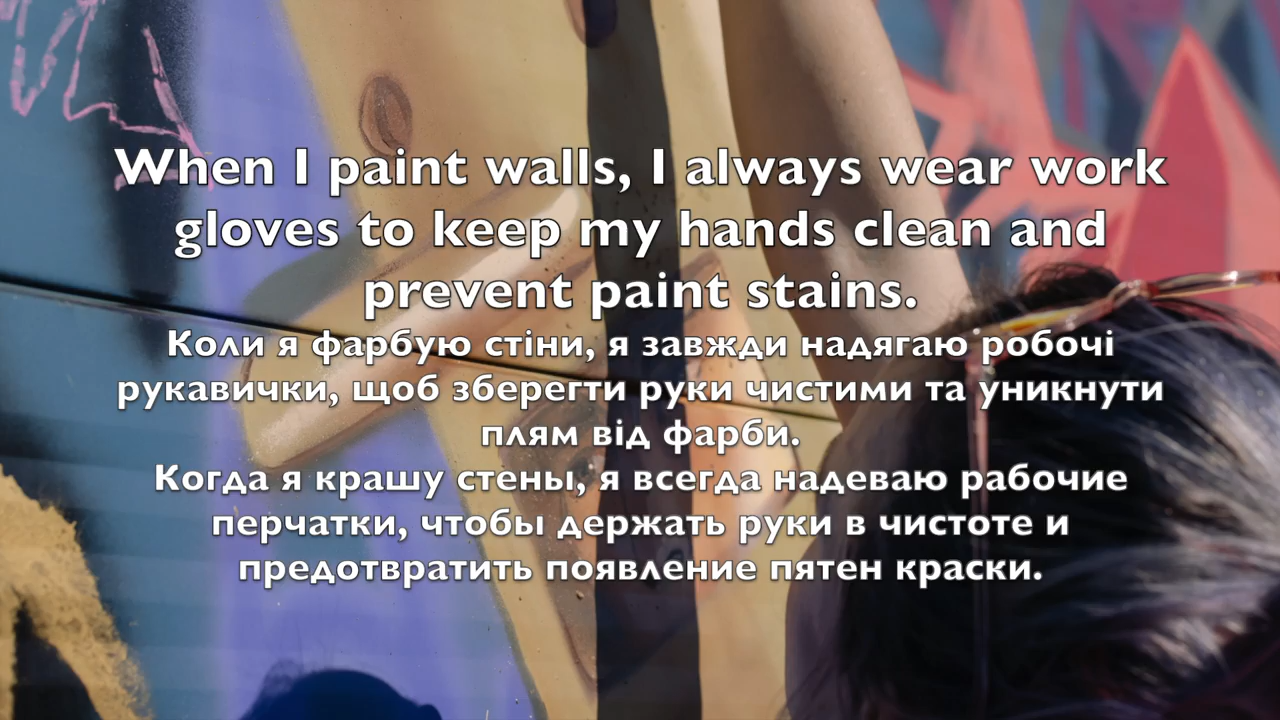 When I paint walls, I always wear work
gloves to keep my hands clean and
prevent paint stains.
Коли я фарбую стіни, я завжди надягаю робочі
рукавички, щоб зберегти руки чистими та уникнути
плям від фарби.
Когда я крашу стены, я всегда надеваю рабочие
перчатки, чтобы держать руки в чистоте и
предотвратить появление пятен краски.